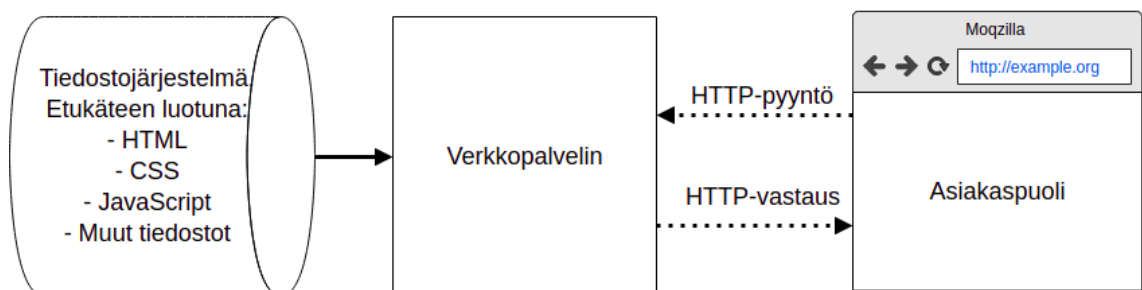 Tiedostojärjestelmä.
Etukäteen luotuna:
- HTML
- CSS
- JavaScript
- Muut tiedostot
Verkkopalvelin
HTTP-pyyntö
HTTP-vastaus
Moqzilla
http://example.org
Asiakaspuoli